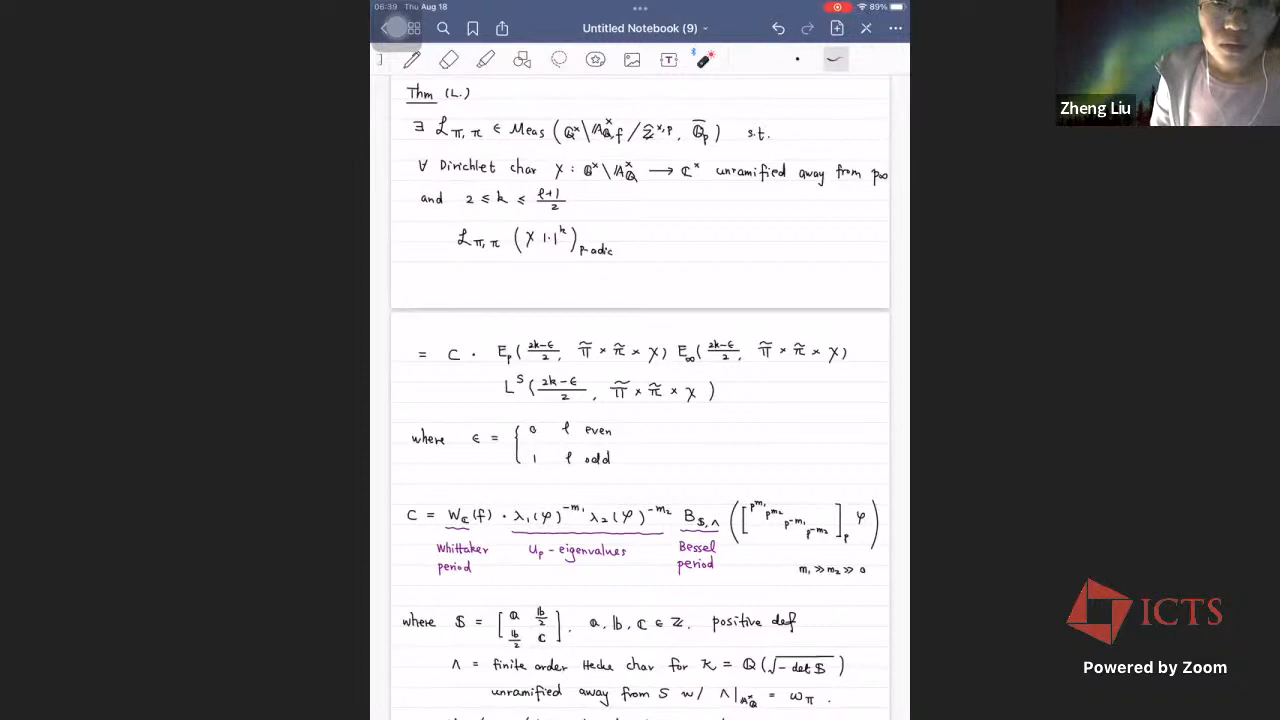 06:39 Thu Aug 18
89%
Untitled Notebook (9)
Thm (L.)
∃ ℒ_{Π,π} ∈ Meas (ℚ^×\𝔸^×_{ℚ,f} / Ẑ^{×,p}, ℚ̄_p) s.t.
∀ Dirichlet char χ : ℚ^×\𝔸^×_ℚ → ℂ^× unramified away from p∞
and 2 ≤ k ≤ (ℓ+1)/2
ℒ_{π,π} (χ |·|^k)_{p-adic}
= C · E_p( (2k-ε)/2, Π̃ × π̃ × χ) E_∞( (2k-ε)/2, Π̃ × π̃ × χ)
L^S( (2k-ε)/2, Π̃ × π̃ × χ)
where ε = { 0 ℓ even
1 ℓ odd
C = W_ℂ(f) · λ_1(φ)^{-m_1} λ_2(φ)^{-m_2} B_{𝕊,Λ} ( [ p^{m_1} p^{m_2} p^{-m_1} p^{-m_2} ]_p φ )
Whittaker period
U_p - eigenvalues
Bessel period
m_1 ≫ m_2 ≫ 0
where 𝕊 = [ 𝕒 𝕓/2 ; 𝕓/2 ℂ ], 𝕒, 𝕓, ℂ ∈ ℤ. positive def
Λ = finite order Hecke char for K = ℚ(√(-det 𝕊))
unramified away from S w/ Λ|_{𝔸^×_ℚ} = ω_Π .
Zheng Liu
ICTS
Powered by Zoom